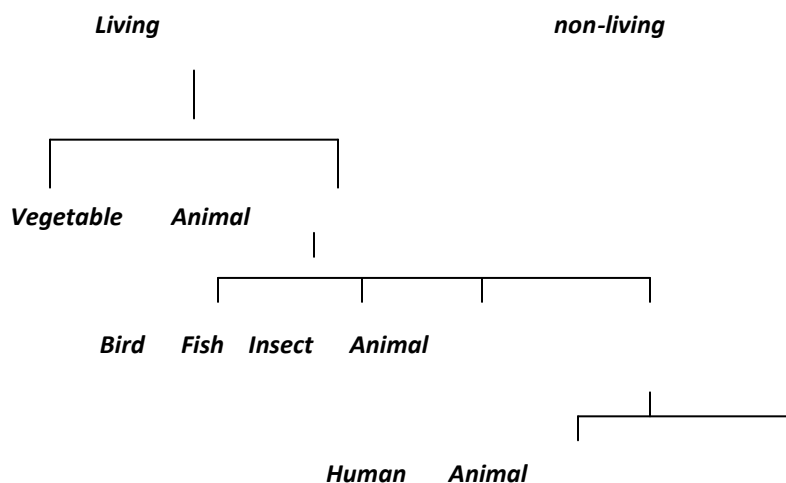 Living non-living
Vegetable Animal
Bird Fish Insect Animal
Human Animal